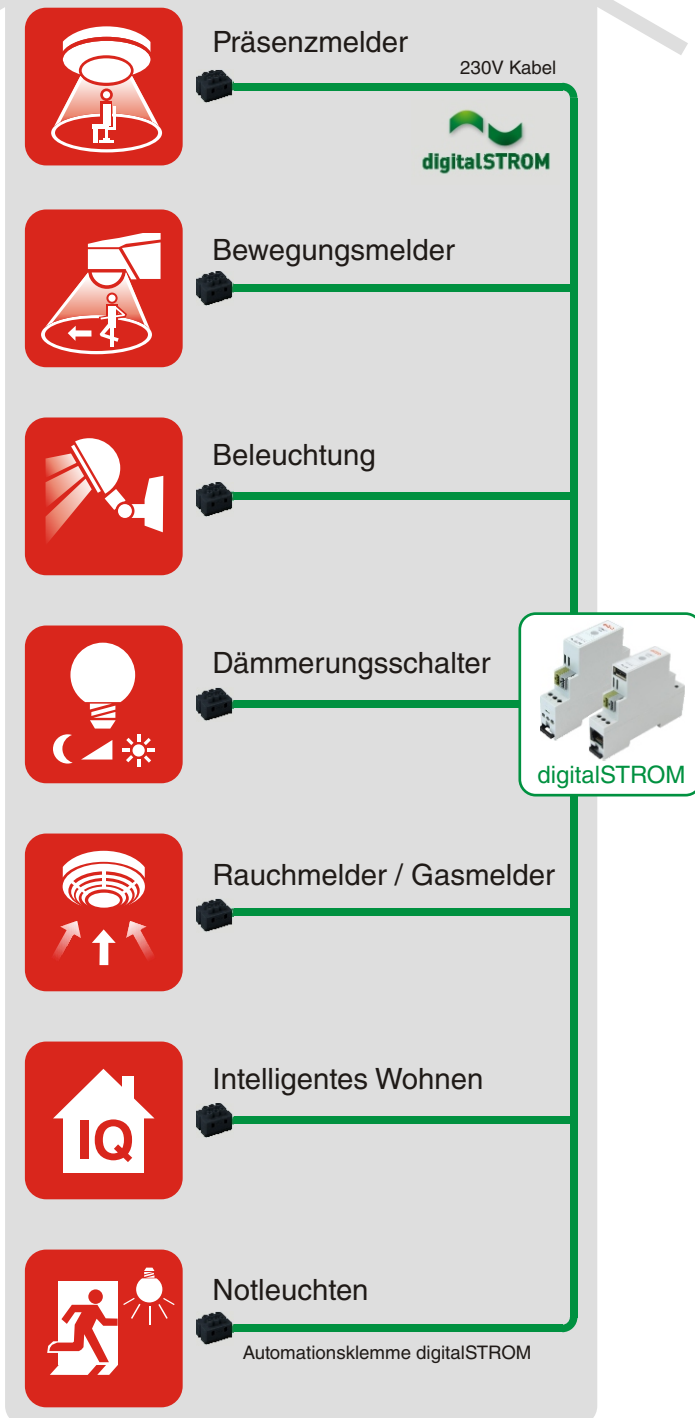 Präsenzmelder
230V Kabel
digitalSTROM
Bewegungsmelder
Beleuchtung
Dämmerungsschalter
digitalSTROM
Rauchmelder / Gasmelder
Intelligentes Wohnen
IQ
Notleuchten
Automationsklemme digitalSTROM